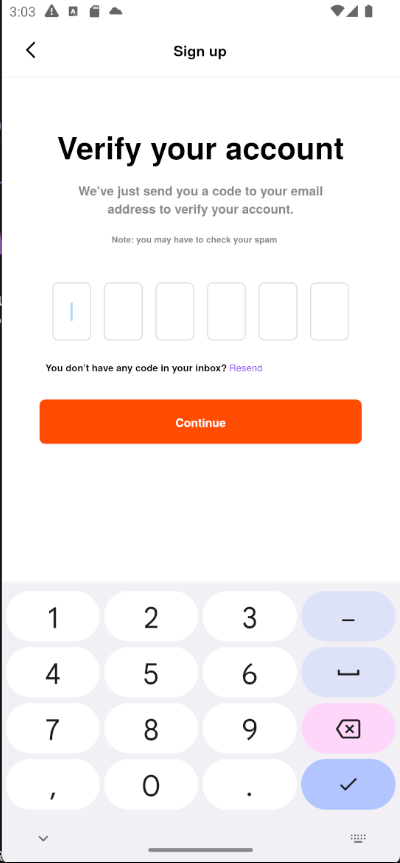 3:03
Sign up
Verify your account
We've just send you a code to your email
address to verify your account.
Note: you may have to check your spam
You don't have any code in your inbox? Resend
Continue
1 2 3 –
4 5 6
7 8 9
, 0 .